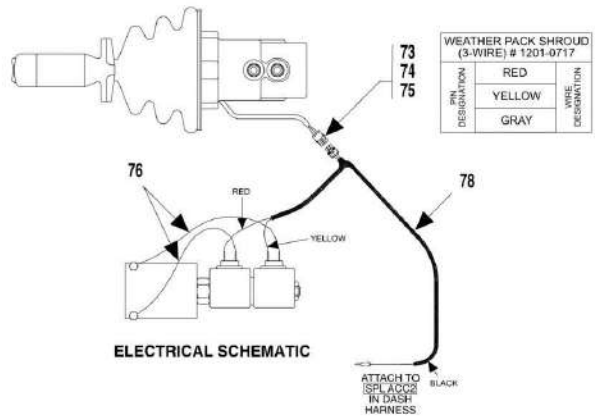 73
74
75
WEATHER PACK SHROUD
(3-WIRE) # 1201-0717
PIN
DESIGNATION
RED
YELLOW
GRAY
WIRE
DESIGNATION
76
78
RED
YELLOW
ELECTRICAL SCHEMATIC
ATTACH TO
SPL ACC2
IN DASH
HARNESS
BLACK